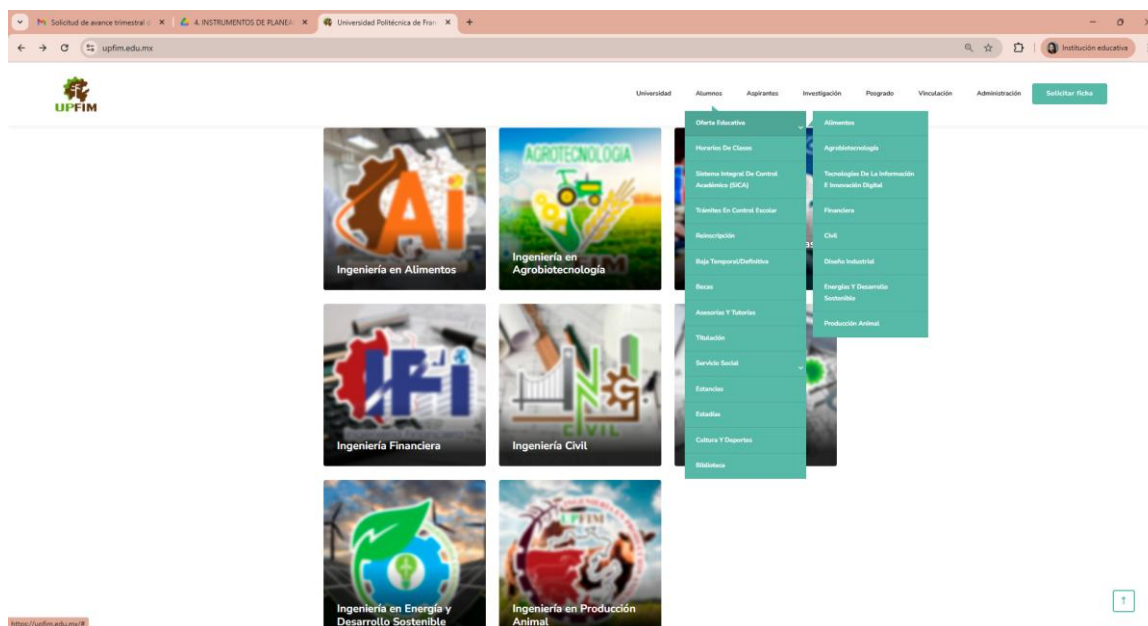 Solicitud de avance trimestral d
4. INSTRUMENTOS DE PLANEA
Universidad Politécnica de Fran
upfim.edu.mx
Institución educativa
UPFIM
Universidad
Alumnos
Aspirantes
Investigación
Posgrado
Vinculación
Administración
Solicitar ficha
Oferta Educativa
Horarios De Clases
Sistema Integral De Control
Académico (SICA)
Trámites En Control Escolar
Reinscripción
Baja Temporal/Definitiva
Becas
Asesorías Y Tutorías
Titulación
Servicio Social
Estancias
Estadías
Cultura Y Deportes
Biblioteca
Alimentos
Agrobiotecnología
Tecnologías De La Información
E Innovación Digital
Financiera
Civil
Diseño Industrial
Energías Y Desarrollo
Sostenible
Producción Animal
Ai
Ingeniería en Alimentos
AGROTECNOLOGIA
Ingeniería en
Agrobiotecnología
IFi
Ingeniería Financiera
ING
CIVIL
Ingeniería Civil
Ingeniería en Energía y
Desarrollo Sostenible
UPFIM
Ingeniería en Producción
Animal
https://upfim.edu.mx/#